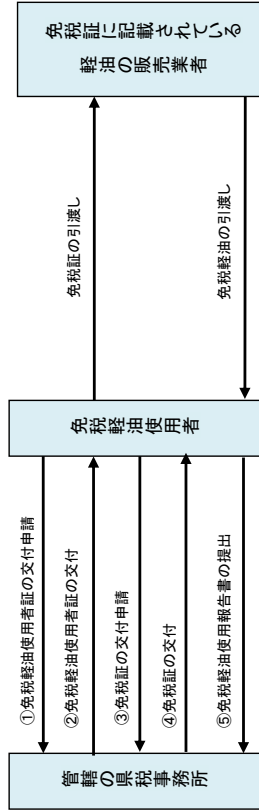 管轄の県税事務所
①免税軽油使用者証の交付申請
②免税軽油使用者証の交付
③免税証の交付申請
④免税証の交付
⑤免税軽油使用報告書の提出
免税軽油使用者
免税証の引渡し
免税軽油の引渡し
免税証に記載されている
軽油の販売業者